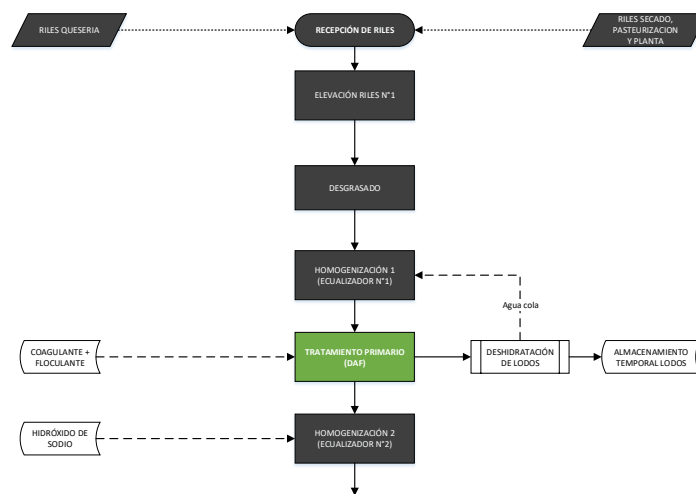 RILES QUESERIA
RECEPCIÓN DE RILES
RILES SECADO,
PASTEURIZACION
Y PLANTA
ELEVACIÓN RILES N°1
DESGRASADO
HOMOGENIZACIÓN 1
(ECUALIZADOR N°1)
Agua cola
COAGULANTE +
FLOCULANTE
TRATAMIENTO PRIMARIO
(DAF)
DESHIDRATACIÓN
DE LODOS
ALMACENAMIENTO
TEMPORAL LODOS
HIDRÓXIDO DE
SODIO
HOMOGENIZACIÓN 2
(ECUALIZADOR N°2)